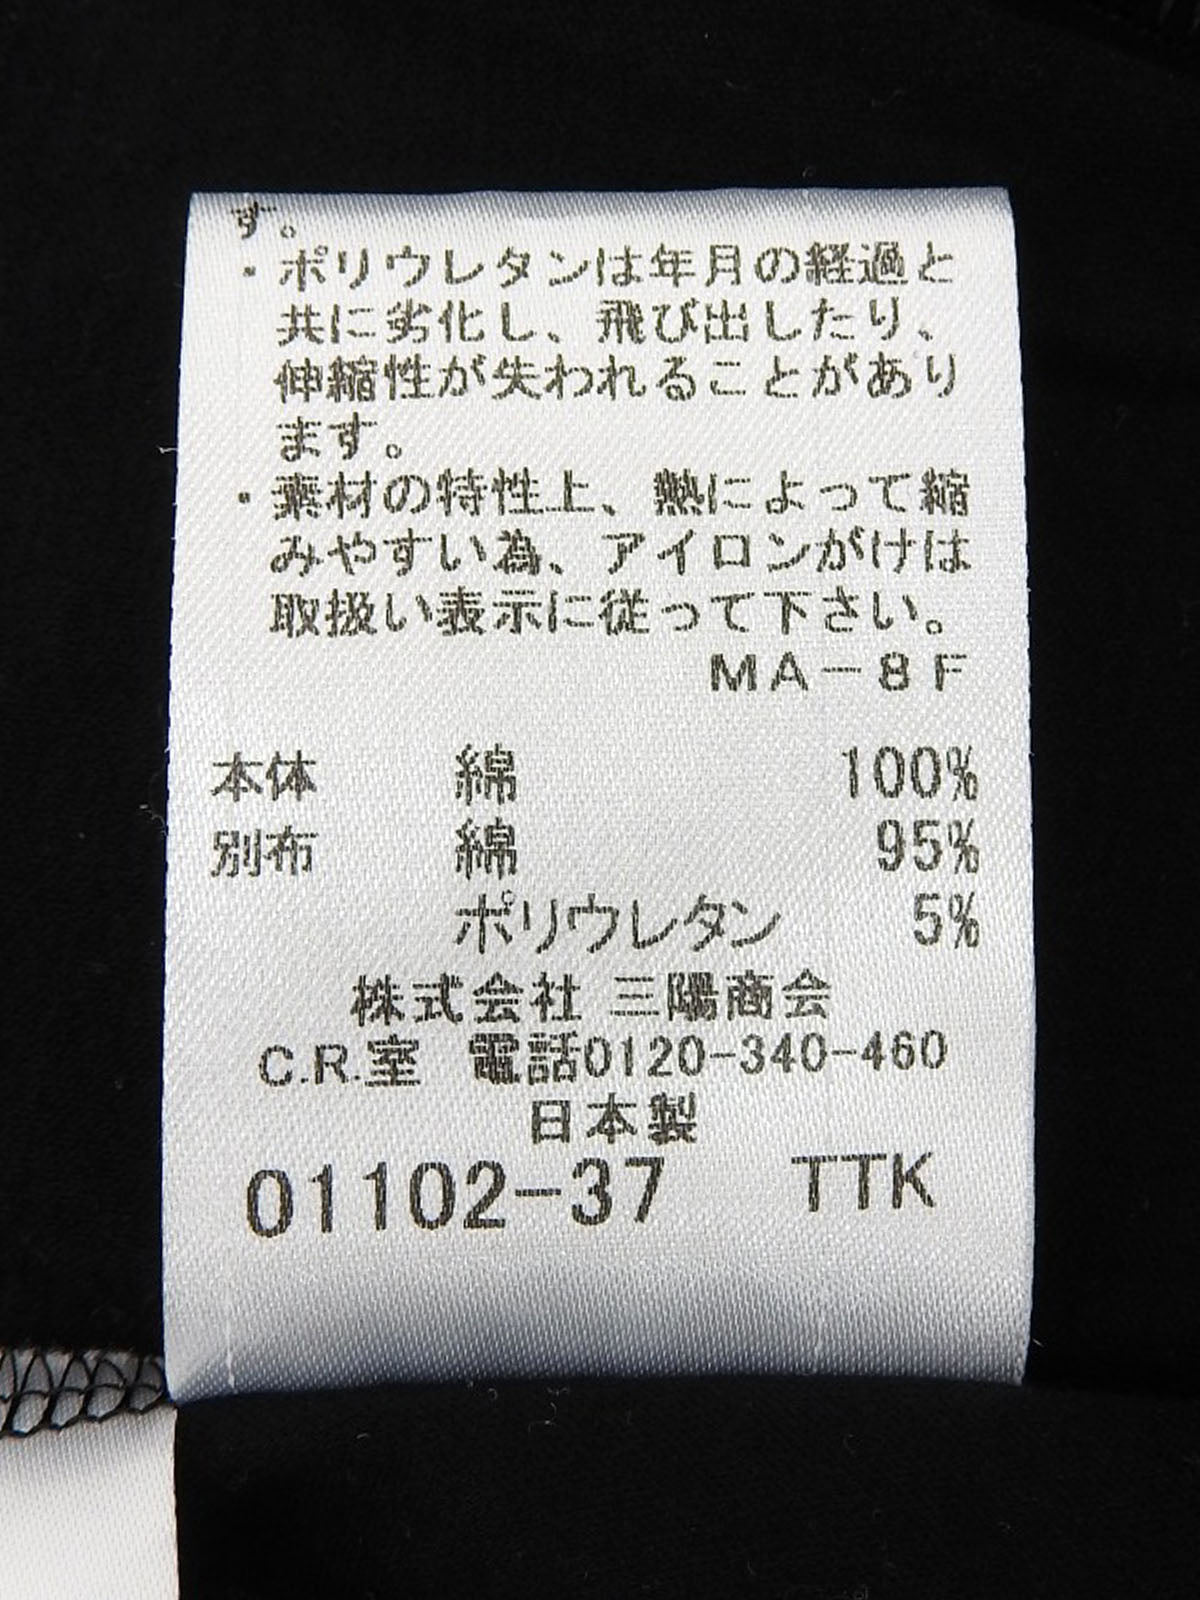 す。
・ポリウレタンは年月の経過と
共に劣化し、飛び出したり、
伸縮性が失われることがあり
ます。
・素材の特性上、熱によって縮
みやすい為、アイロンがけは
取扱い表示に従って下さい。
MA－8F
本体 綿 100%
別布 綿 95%
ポリウレタン 5%
株式会社 三陽商会
C.R.室 電話0120-340-460
日本製
01102-37 TTK